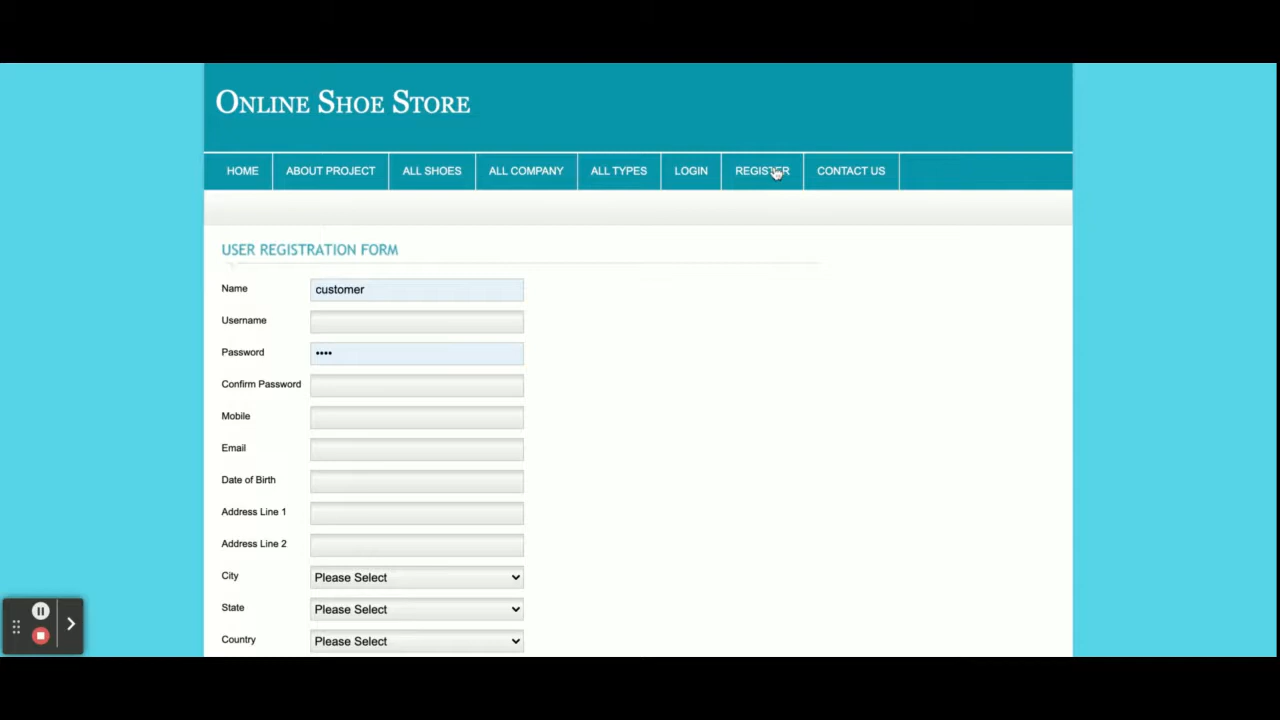 Online Shoe Store
HOME ABOUT PROJECT ALL SHOES ALL COMPANY ALL TYPES LOGIN REGISTER CONTACT US
USER REGISTRATION FORM
Name customer
Username
Password ••••
Confirm Password
Mobile
Email
Date of Birth
Address Line 1
Address Line 2
City Please Select
State Please Select
Country Please Select